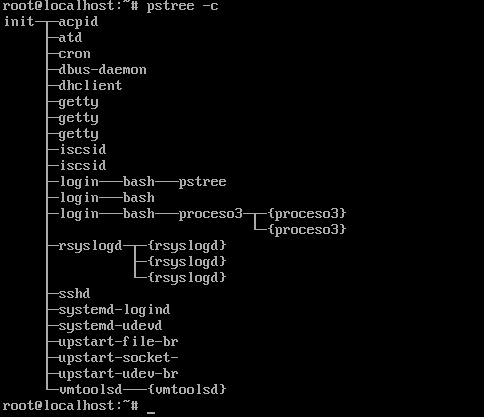 root@localhost:~# pstree -c
init─┬─acpid
     ├─atd
     ├─cron
     ├─dbus-daemon
     ├─dhclient
     ├─getty
     ├─getty
     ├─getty
     ├─iscsid
     ├─iscsid
     ├─login───bash───pstree
     ├─login───bash
     ├─login───bash───proceso3─┬─{proceso3}
     │                         └─{proceso3}
     ├─rsyslogd─┬─{rsyslogd}
     │          ├─{rsyslogd}
     │          └─{rsyslogd}
     ├─sshd
     ├─systemd-logind
     ├─systemd-udevd
     ├─upstart-file-br
     ├─upstart-socket-
     ├─upstart-udev-br
     └─vmtoolsd───{vmtoolsd}
root@localhost:~# _